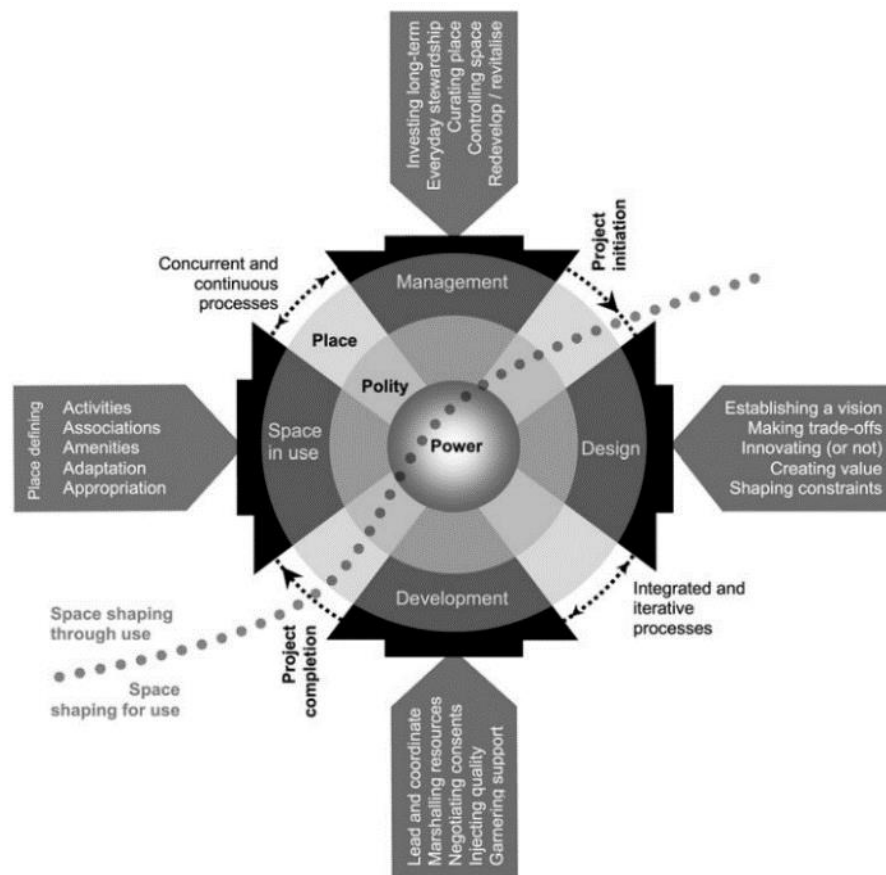 Investing long-term
Everyday stewardship
Curating place
Controlling space
Redevelop / revitalise
Concurrent and
continuous
processes
Project
initiation
Management
Place
Polity
Power
Space
in use
Design
Development
Place defining
Activities
Associations
Amenities
Adaptation
Appropriation
Establishing a vision
Making trade-offs
Innovating (or not)
Creating value
Shaping constraints
Integrated and
iterative
processes
Space shaping
through use
Space
shaping for use
Project
completion
Lead and coordinate
Marshalling resources
Negotiating consents
Injecting quality
Garnering support